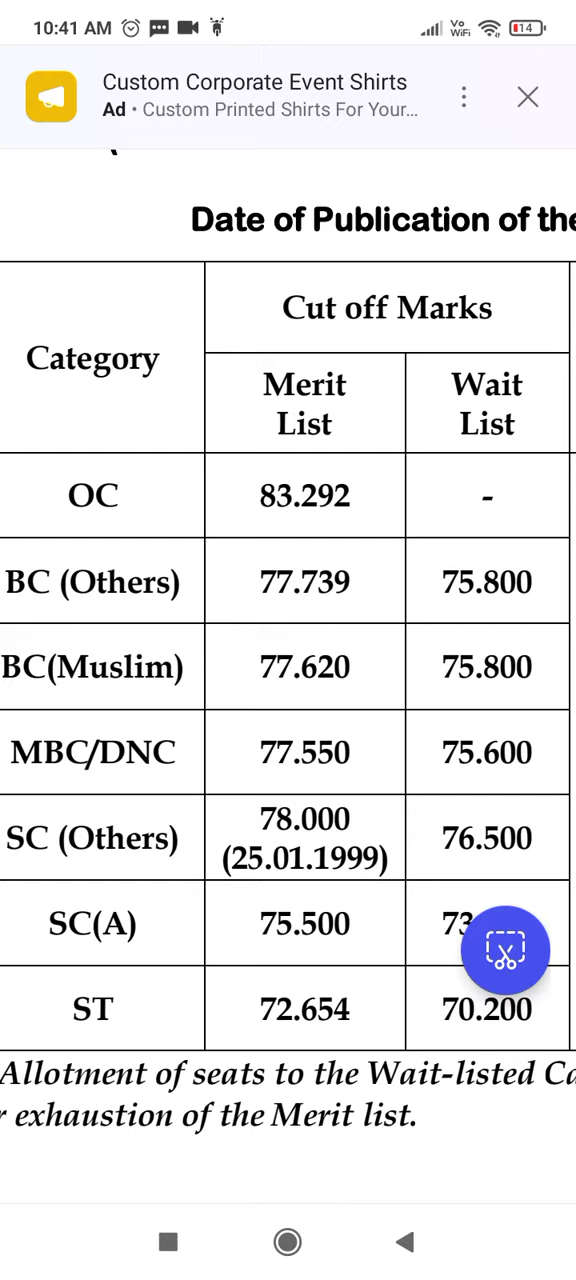 10:41 AM
Vo WiFi 14
Custom Corporate Event Shirts
Ad • Custom Printed Shirts For Your...
Date of Publication of the
Category
Cut off Marks
Merit List
Wait List
OC 83.292 -
BC (Others) 77.739 75.800
BC(Muslim) 77.620 75.800
MBC/DNC 77.550 75.600
SC (Others) 78.000 (25.01.1999) 76.500
SC(A) 75.500
ST 72.654 70.200
Allotment of seats to the Wait-listed
exhaustion of the Merit list.